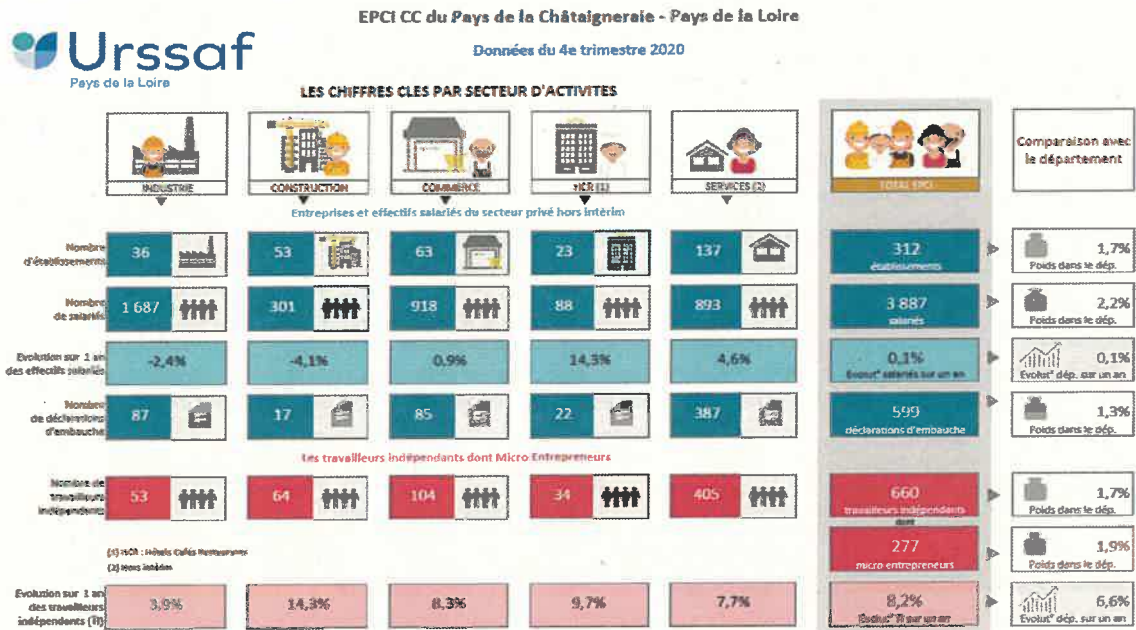 EPCI CC du Pays de la Châtaigneraie - Pays de la Loire
Urssaf
Pays de la Loire
Données du 4e trimestre 2020
LES CHIFFRES CLES PAR SECTEUR D'ACTIVITES
INDUSTRIE
CONSTRUCTION
COMMERCE
HCR (1)
SERVICES (2)
TOTAL EPCI
Comparaison avec
le département
Entreprises et effectifs salariés du secteur privé hors intérim
Nombre
d'établissements
36
53
63
23
137
312
établissements
1,7%
Poids dans le dép.
Nombre
de salariés
1 687
301
918
88
893
3 887
salariés
2,2%
Poids dans le dép.
Evolution sur 1 an
des effectifs salariés
-2,4%
-4,1%
0,9%
14,3%
4,6%
0,1%
Evolut° salariés sur un an
0,1%
Evolut° dép. sur un an
Nombre
de déclarations
d'embauche
87
17
85
22
387
599
déclarations d'embauche
1,3%
Poids dans le dép.
Les travailleurs indépendants dont Micro Entrepreneurs
Nombre de
travailleurs
indépendants
53
64
104
34
405
660
travailleurs indépendants
dont
1,7%
Poids dans le dép.
277
micro entrepreneurs
1,9%
Poids dans le dép.
(1) HCR : Hôtels Cafés Restaurants
(2) Hors intérim
Evolution sur 1 an
des travailleurs
indépendants (TI)
3,9%
14,3%
8,3%
9,7%
7,7%
8,2%
Evolut° TI sur un an
6,6%
Evolut° dép. sur un an